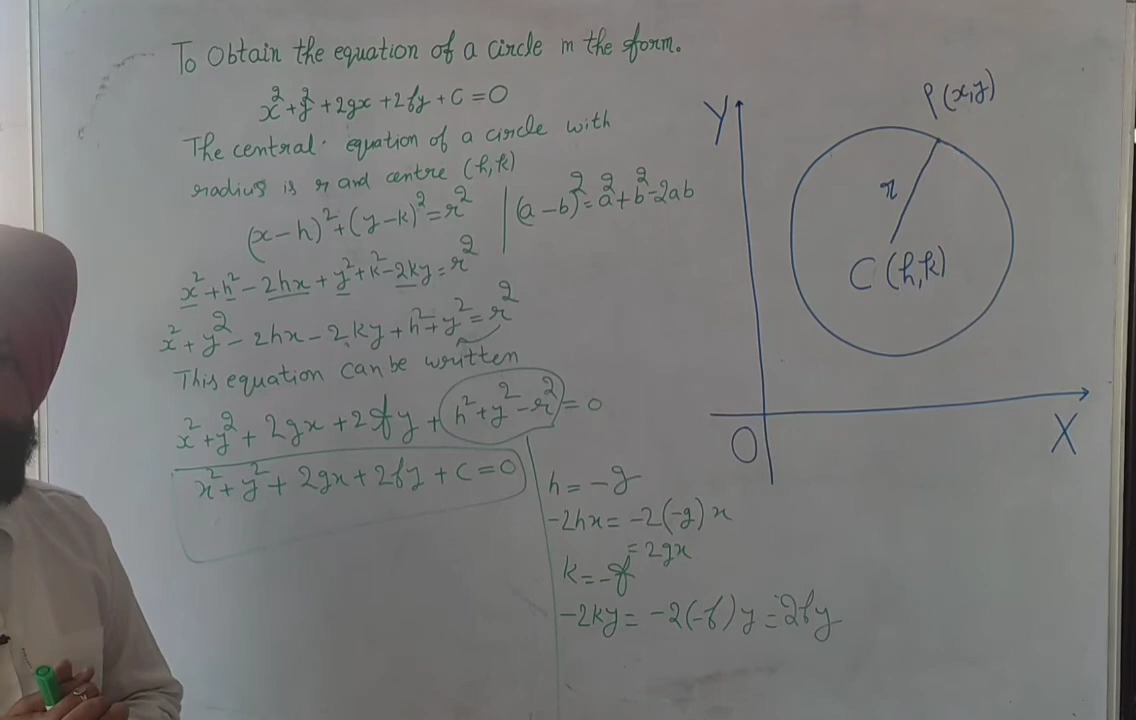 To Obtain the equation of a circle in the form.
x²+y²+2gx+2fy+c=0
The central equation of a circle with
radius is r and centre (h,k)
(x-h)²+(y-k)²=r² | (a-b)²=a²+b²-2ab
x²+h²-2hx+y²+k²-2ky=r²
x²+y²-2hx-2ky+h²+y²=r²
This equation can be written
x²+y²+2gx+2fy+h²+y²-r²=0
x²+y²+2gx+2fy+c=0
h=-g
-2hx=-2(-g)x
=2gx
k=-f
-2ky=-2(-f)y=2fy
P(x,y)
Y
r
C(h,k)
O
X